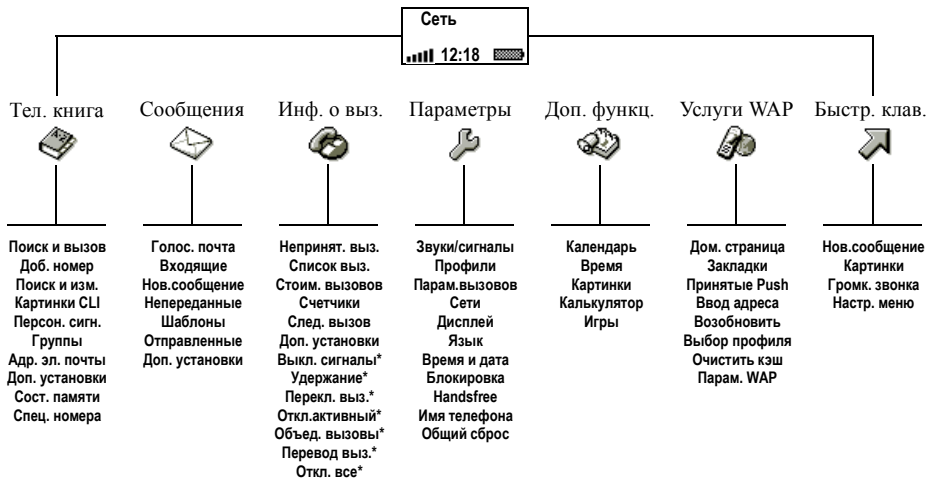 Сеть
12:18
Тел. книга
Сообщения
Инф. о выз.
Параметры
Доп. функц.
Услуги WAP
Быстр. клав.
Поиск и вызов
Доб. номер
Поиск и изм.
Картинки CLI
Персон. сигн.
Группы
Адр. эл. почты
Доп. установки
Сост. памяти
Спец. номера
Голос. почта
Входящие
Нов.сообщение
Непереданные
Шаблоны
Отправленные
Доп. установки
Непринят. выз.
Список выз.
Стоим. вызовов
Счетчики
След. вызов
Доп. установки
Выкл. сигналы*
Удержание*
Перекл. выз.*
Откл.активный*
Объед. вызовы*
Перевод выз.*
Откл. все*
Звуки/сигналы
Профили
Парам.вызовов
Сети
Дисплей
Язык
Время и дата
Блокировка
Handsfree
Имя телефона
Общий сброс
Календарь
Время
Картинки
Калькулятор
Игры
Дом. страница
Закладки
Принятые Push
Ввод адреса
Возобновить
Выбор профиля
Очистить кэш
Парам. WAP
Нов.сообщение
Картинки
Громк. звонка
Настр. меню